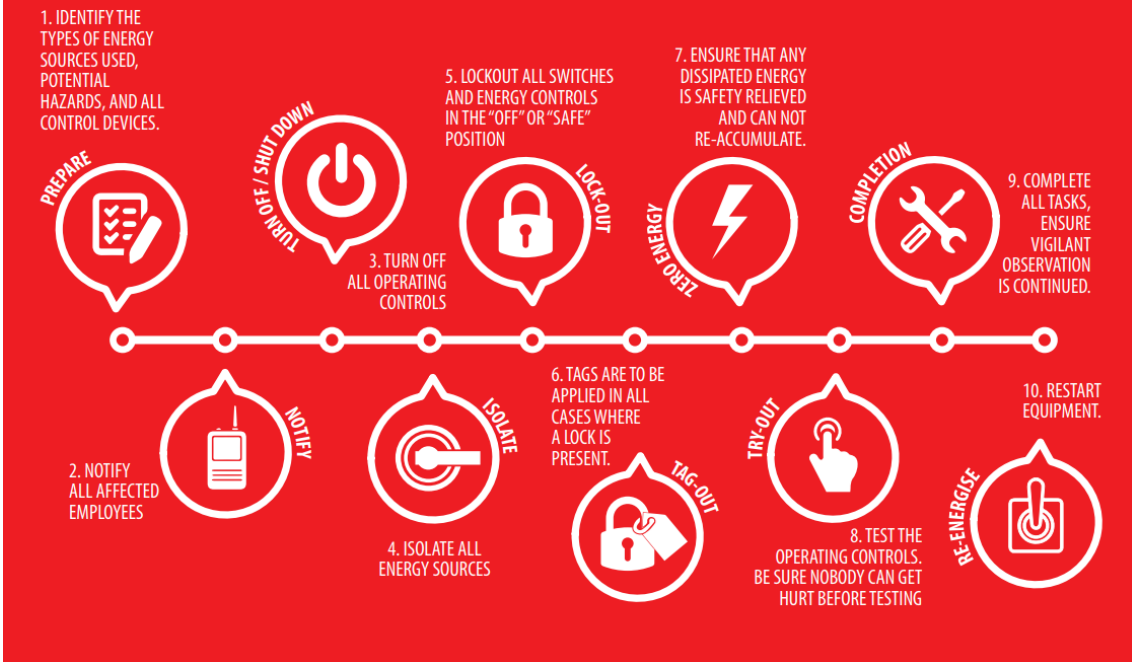 1. IDENTIFY THE
TYPES OF ENERGY
SOURCES USED,
POTENTIAL
HAZARDS, AND ALL
CONTROL DEVICES.
PREPARE
2. NOTIFY
ALL AFFECTED
EMPLOYEES
NOTIFY
TURN OFF / SHUT DOWN
3. TURN OFF
ALL OPERATING
CONTROLS
ISOLATE
4. ISOLATE ALL
ENERGY SOURCES
5. LOCKOUT ALL SWITCHES
AND ENERGY CONTROLS
IN THE "OFF" OR "SAFE"
POSITION
LOCK-OUT
6. TAGS ARE TO BE
APPLIED IN ALL
CASES WHERE
A LOCK IS
PRESENT.
TAG-OUT
7. ENSURE THAT ANY
DISSIPATED ENERGY
IS SAFETY RELIEVED
AND CAN NOT
RE-ACCUMULATE.
ZERO ENERGY
TRY-OUT
8. TEST THE
OPERATING CONTROLS.
BE SURE NOBODY CAN GET
HURT BEFORE TESTING
COMPLETION
9. COMPLETE
ALL TASKS,
ENSURE
VIGILANT
OBSERVATION
IS CONTINUED.
10. RESTART
EQUIPMENT.
RE-ENERGISE